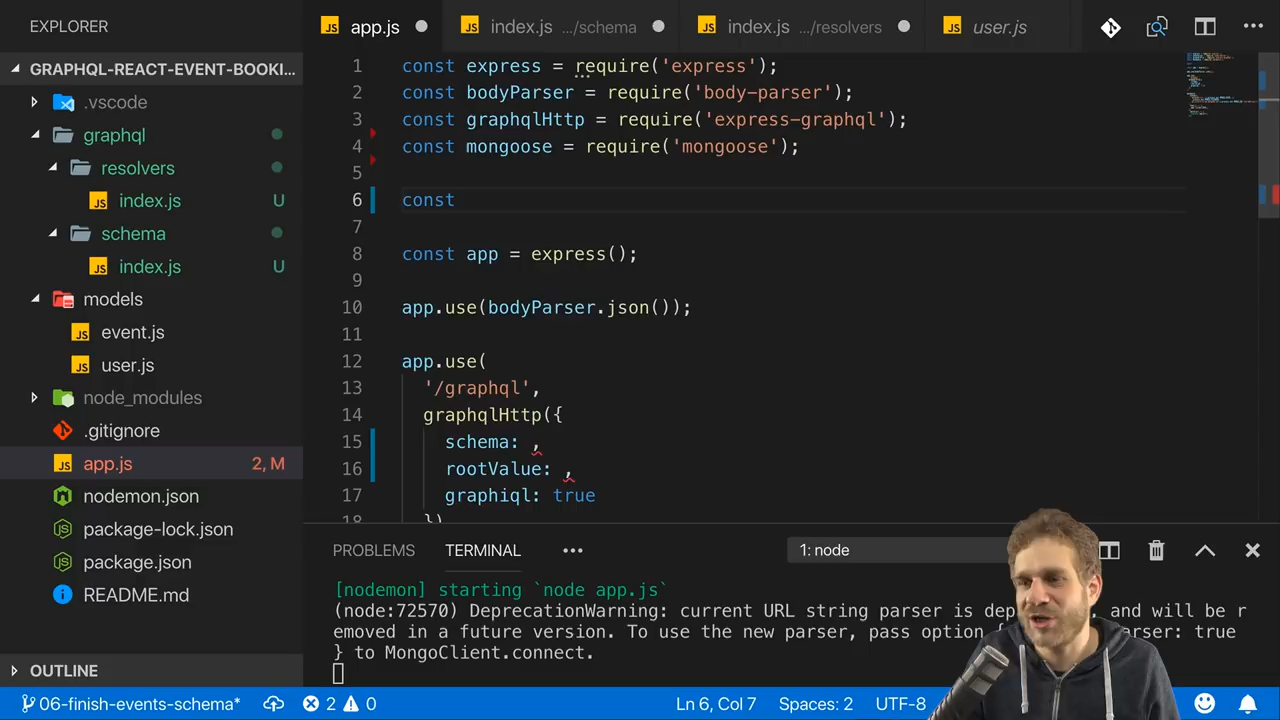 EXPLORER
GRAPHQL-REACT-EVENT-BOOKI...
.vscode
graphql
resolvers
index.js U
schema
index.js U
models
event.js
user.js
node_modules
.gitignore
app.js 2, M
nodemon.json
package-lock.json
package.json
README.md
OUTLINE
app.js
index.js .../schema
index.js .../resolvers
user.js
1 const express = require('express');
2 const bodyParser = require('body-parser');
3 const graphqlHttp = require('express-graphql');
4 const mongoose = require('mongoose');
5
6 const
7
8 const app = express();
9
10 app.use(bodyParser.json());
11
12 app.use(
13 '/graphql',
14 graphqlHttp({
15 schema: ,
16 rootValue: ,
17 graphiql: true
18 })
PROBLEMS TERMINAL 1: node
[nodemon] starting `node app.js`
(node:72570) DeprecationWarning: current URL string parser is dep , and will be r
emoved in a future version. To use the new parser, pass option { arser: true
} to MongoClient.connect.
06-finish-events-schema* 2 0 Ln 6, Col 7 Spaces: 2 UTF-8